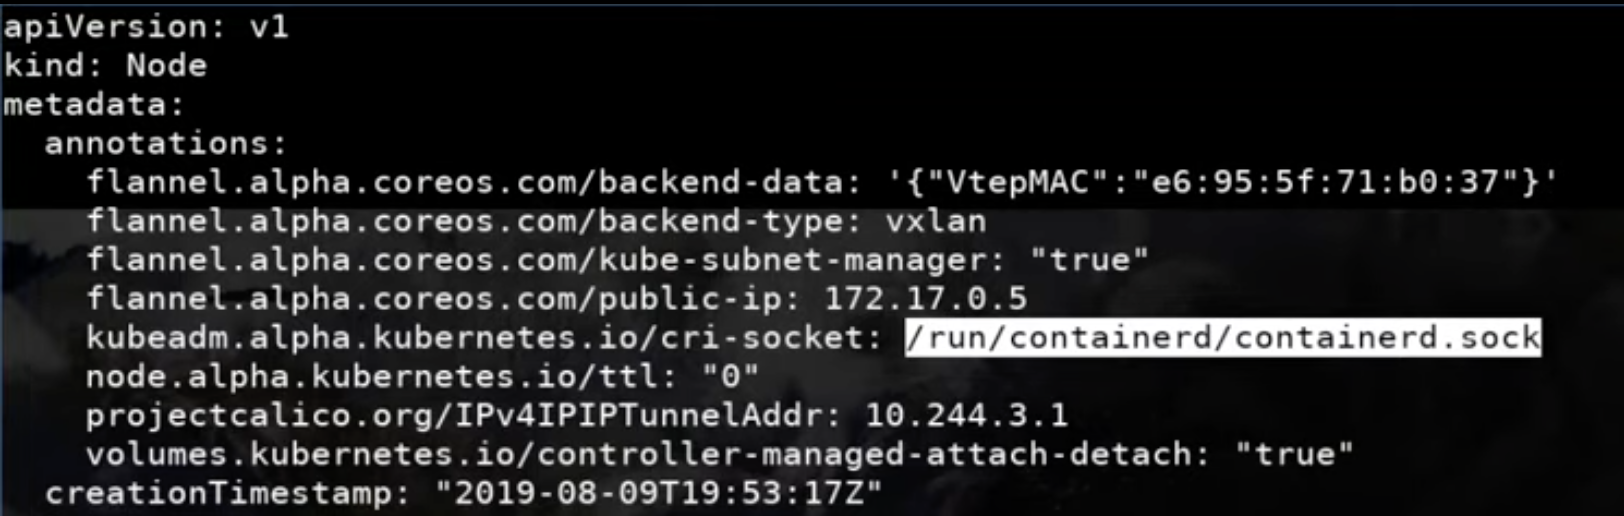 apiVersion: v1
kind: Node
metadata:
  annotations:
    flannel.alpha.coreos.com/backend-data: '{"VtepMAC":"e6:95:5f:71:b0:37"}'
    flannel.alpha.coreos.com/backend-type: vxlan
    flannel.alpha.coreos.com/kube-subnet-manager: "true"
    flannel.alpha.coreos.com/public-ip: 172.17.0.5
    kubeadm.alpha.kubernetes.io/cri-socket: /run/containerd/containerd.sock
    node.alpha.kubernetes.io/ttl: "0"
    projectcalico.org/IPv4IPIPTunnelAddr: 10.244.3.1
    volumes.kubernetes.io/controller-managed-attach-detach: "true"
  creationTimestamp: "2019-08-09T19:53:17Z"